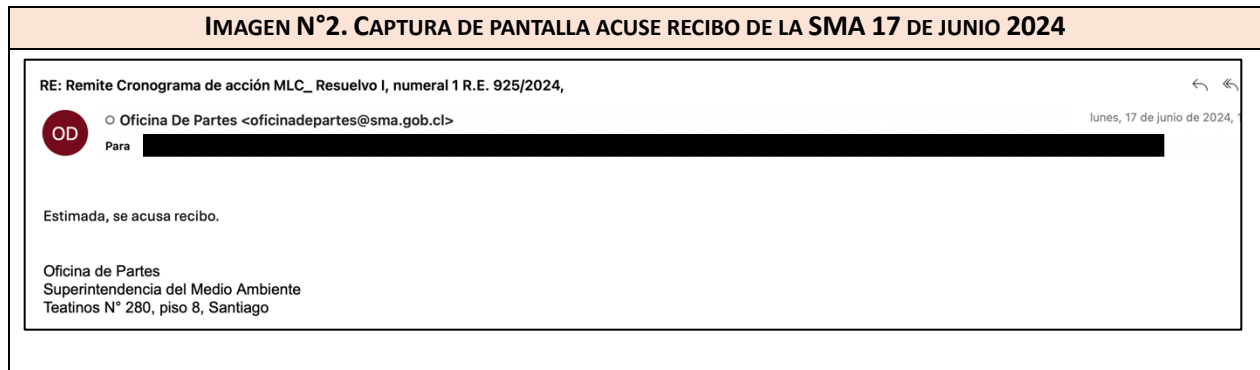 IMAGEN N°2. CAPTURA DE PANTALLA ACUSE RECIBO DE LA SMA 17 DE JUNIO 2024
RE: Remite Cronograma de acción MLC_ Resuelvo I, numeral 1 R.E. 925/2024,
OD
Oficina De Partes <oficinadepartes@sma.gob.cl>
lunes, 17 de junio de 2024,
Para
Estimada, se acusa recibo.
Oficina de Partes
Superintendencia del Medio Ambiente
Teatinos N° 280, piso 8, Santiago